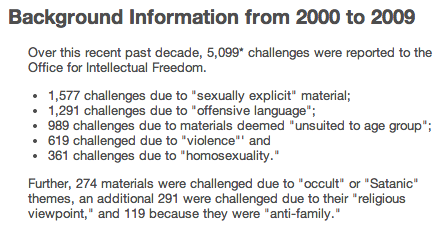 Background Information from 2000 to 2009
Over this recent past decade, 5,099* challenges were reported to the
Office for Intellectual Freedom.
• 1,577 challenges due to "sexually explicit" material;
• 1,291 challenges due to "offensive language";
• 989 challenges due to materials deemed "unsuited to age group";
• 619 challenged due to "violence"' and
• 361 challenges due to "homosexuality."
Further, 274 materials were challenged due to "occult" or "Satanic"
themes, an additional 291 were challenged due to their "religious
viewpoint," and 119 because they were "anti-family."